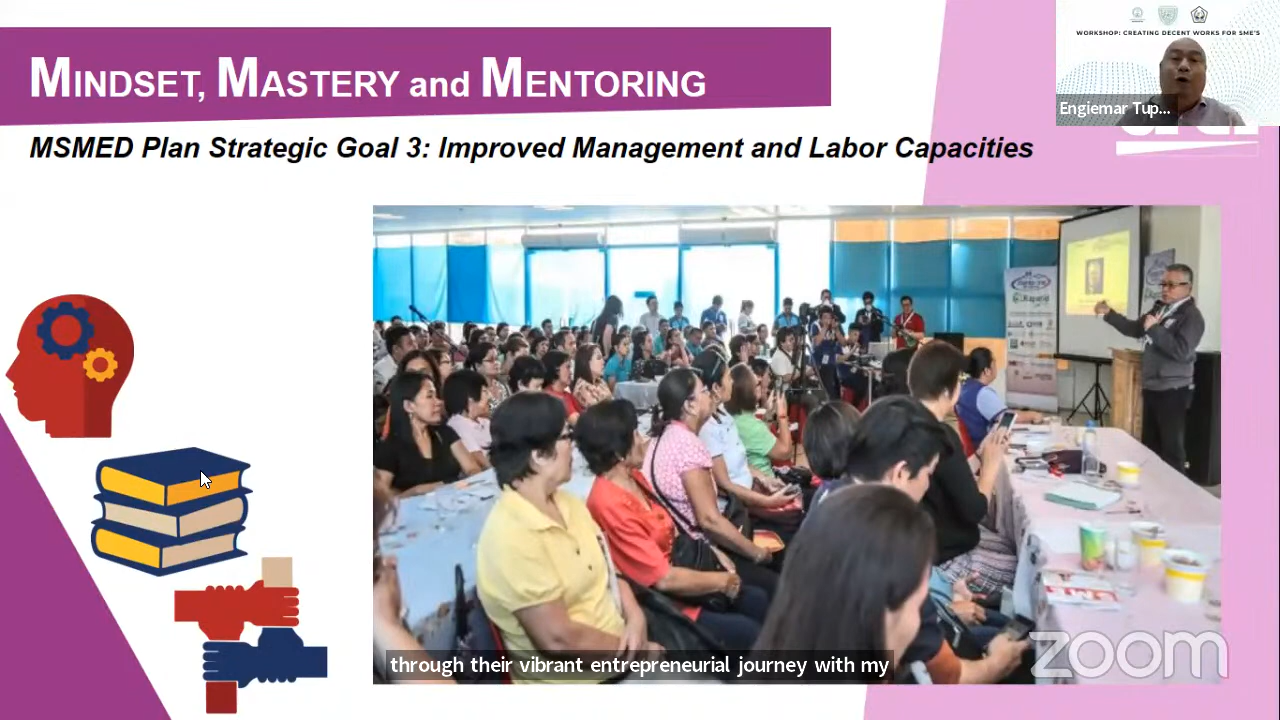 MINDSET, MASTERY and MENTORING
WORKSHOP: CREATING DECENT WORKS FOR SME'S
Engiemar Tup...
MSMED Plan Strategic Goal 3: Improved Management and Labor Capacities
Kapatid
through their vibrant entrepreneurial journey with my
zoom